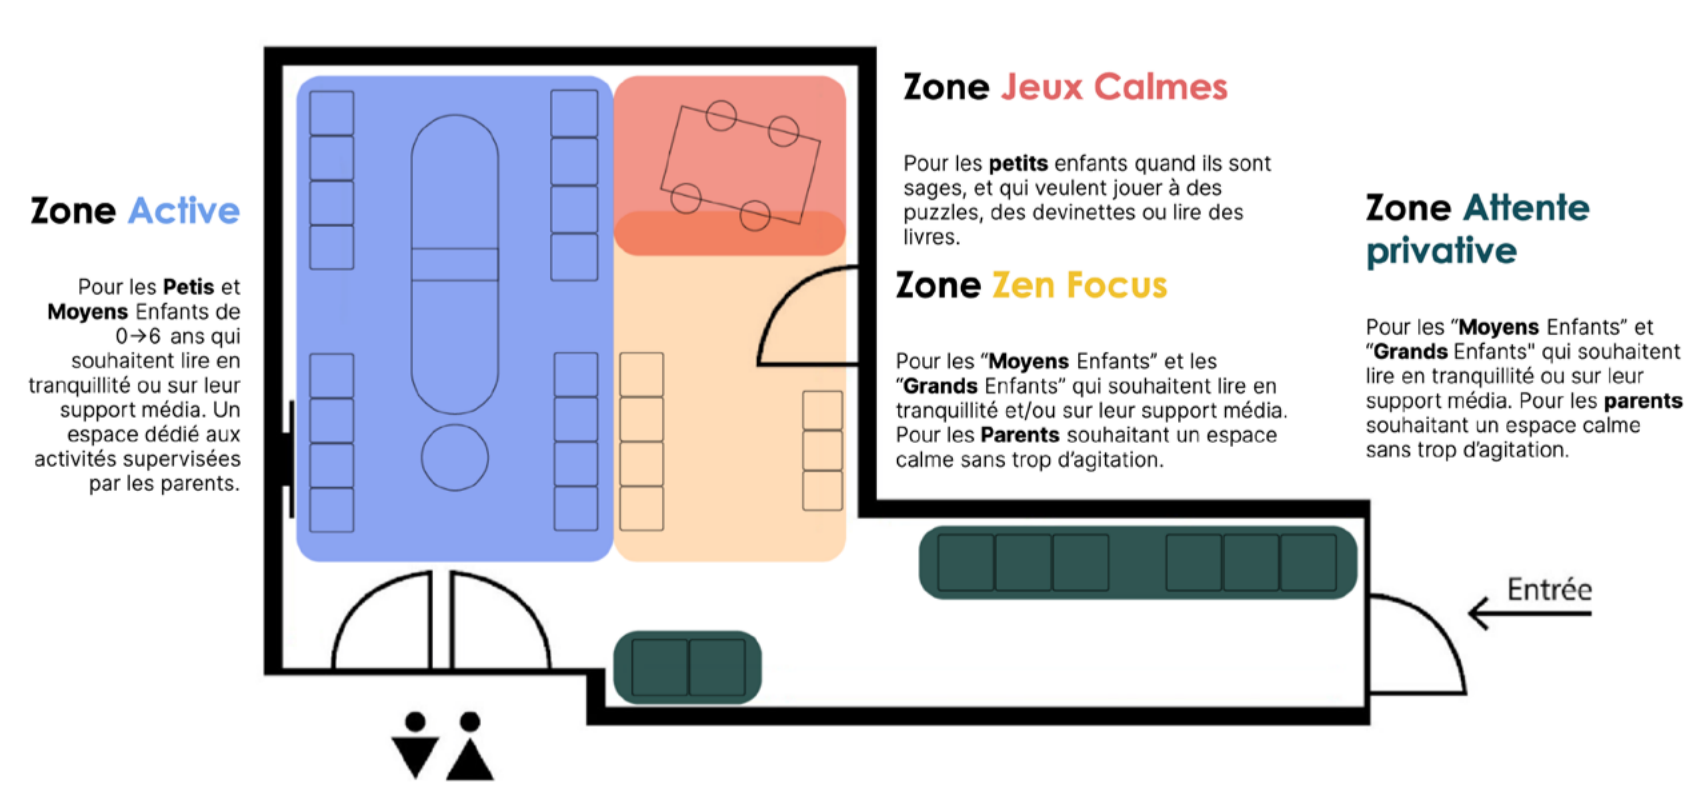 Zone Active
Pour les Petis et
Moyens Enfants de
0→6 ans qui
souhaitent lire en
tranquillité ou sur leur
support média. Un
espace dédié aux
activités supervisées
par les parents.
Zone Jeux Calmes
Pour les petits enfants quand ils sont
sages, et qui veulent jouer à des
puzzles, des devinettes ou lire des
livres.
Zone Zen Focus
Pour les “Moyens Enfants” et les
“Grands Enfants” qui souhaitent lire en
tranquillité et/ou sur leur support média.
Pour les Parents souhaitant un espace
calme sans trop d’agitation.
Zone Attente
privative
Pour les “Moyens Enfants” et
“Grands Enfants" qui souhaitent
lire en tranquillité ou sur leur
support média. Pour les parents
souhaitant un espace calme
sans trop d’agitation.
Entrée